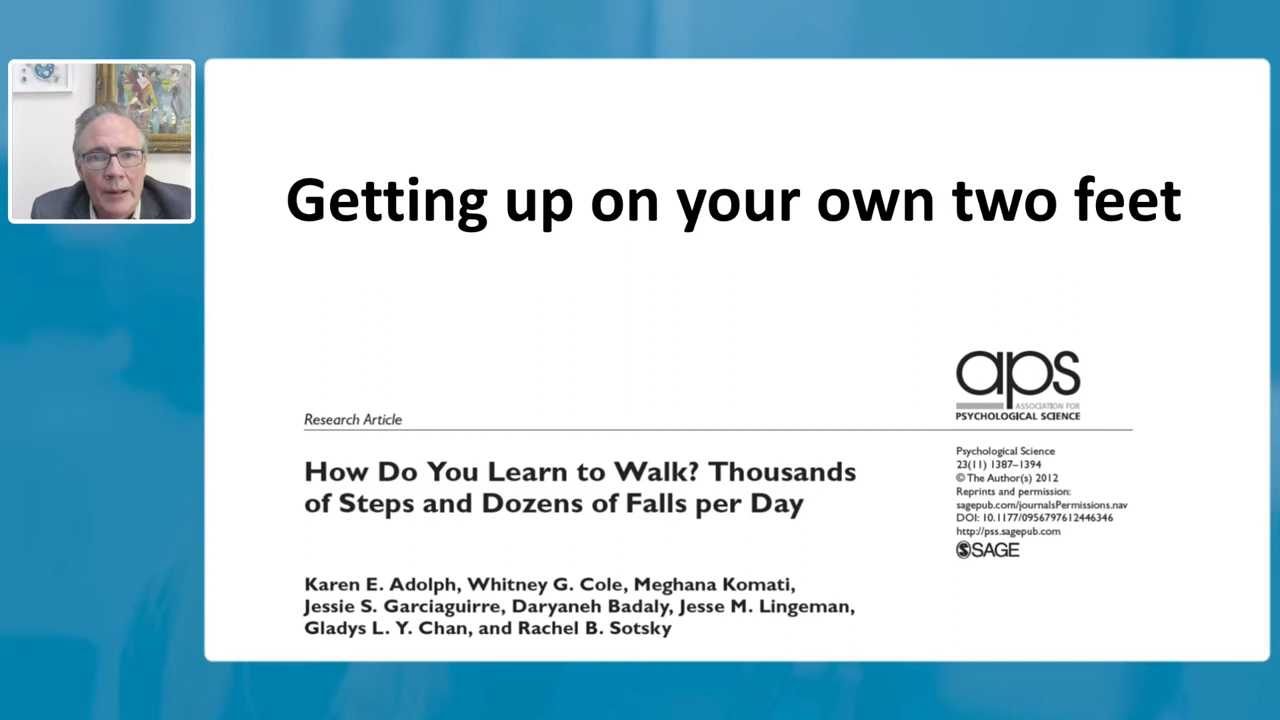 Getting up on your own two feet
aps
ASSOCIATION FOR
PSYCHOLOGICAL SCIENCE
Research Article
How Do You Learn to Walk? Thousands
of Steps and Dozens of Falls per Day
Psychological Science
23(11) 1387–1394
© The Author(s) 2012
Reprints and permission:
sagepub.com/journalsPermissions.nav
DOI: 10.1177/0956797612446346
http://pss.sagepub.com
SAGE
Karen E. Adolph, Whitney G. Cole, Meghana Komati,
Jessie S. Garciaguirre, Daryaneh Badaly, Jesse M. Lingeman,
Gladys L. Y. Chan, and Rachel B. Sotsky